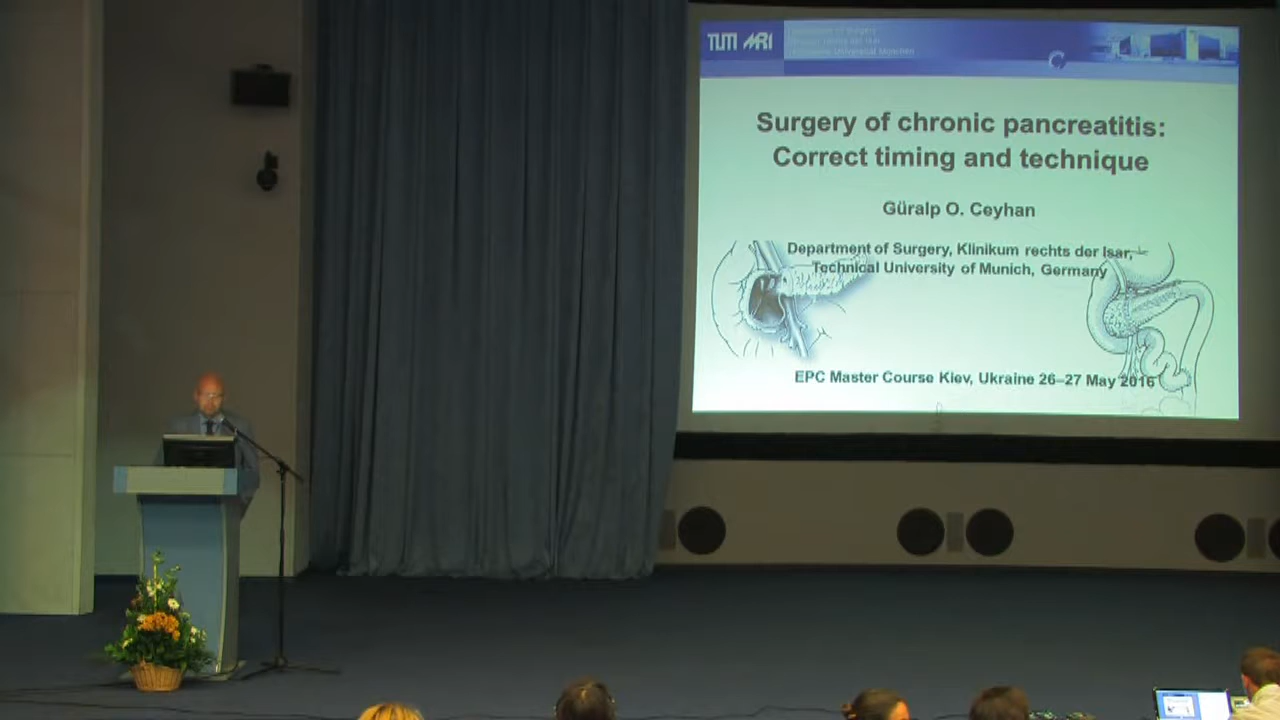 TUM MRI
Surgery of chronic pancreatitis:
Correct timing and technique
Güralp O. Ceyhan
Department of Surgery, Klinikum rechts der Isar,
Technical University of Munich, Germany
EPC Master Course Kiev, Ukraine 26–27 May 2016